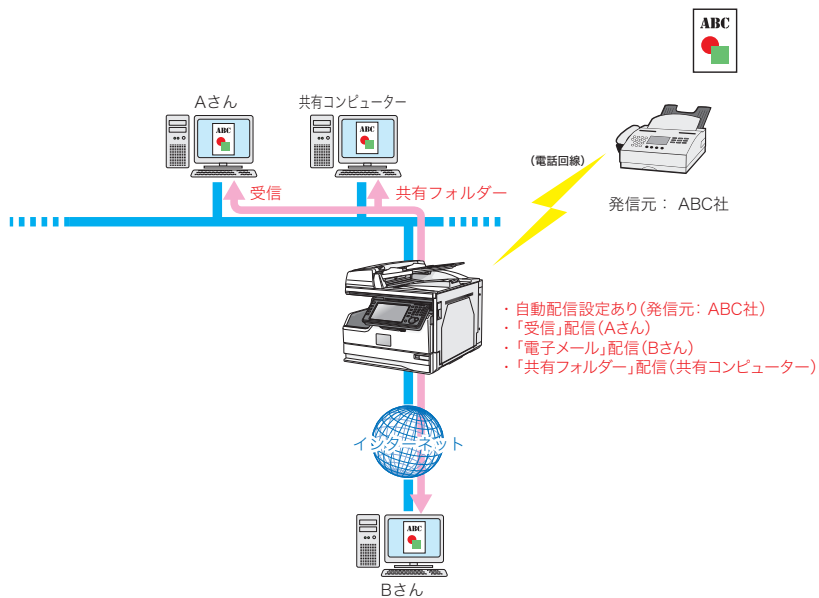 ABC
Aさん
共有コンピューター
ABC
ABC
(電話回線)
受信
共有フォルダー
発信元： ABC社
・自動配信設定あり(発信元： ABC社)
・「受信」配信(Aさん)
・「電子メール」配信(Bさん)
・「共有フォルダー」配信(共有コンピューター)
インターネット
ABC
Bさん